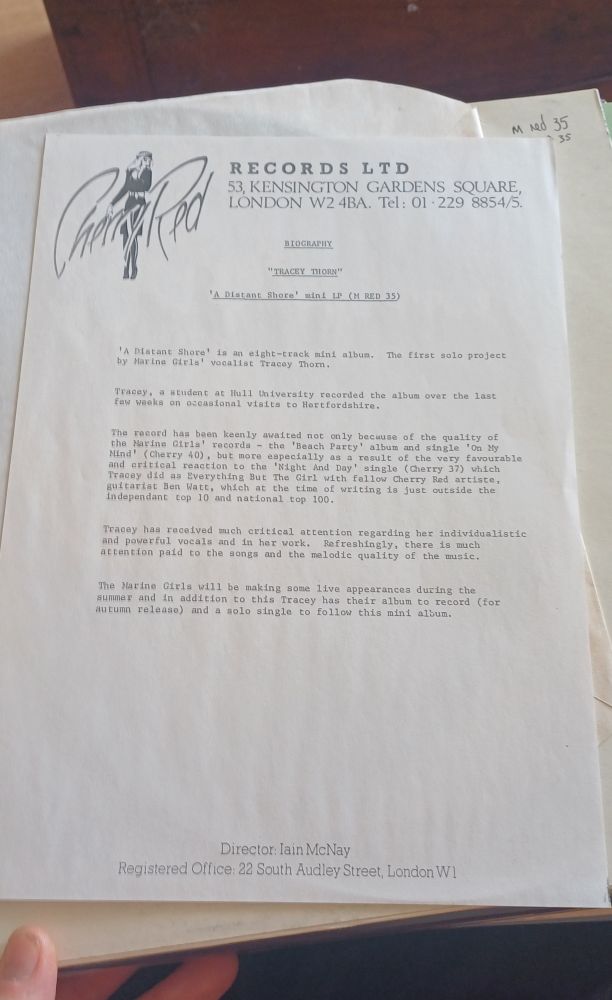 M red 35
35
Cherry Red
RECORDS LTD
53, KENSINGTON GARDENS SQUARE,
LONDON W2 4BA. Tel: 01·229 8854/5.
BIOGRAPHY
"TRACEY THORN"
'A Distant Shore' mini LP (M RED 35)
'A Distant Shore' is an eight-track mini album. The first solo project
by Marine Girls' vocalist Tracey Thorn.
Tracey, a student at Hull University recorded the album over the last
few weeks on occasional visits to Hertfordshire.
The record has been keenly awaited not only because of the quality of
the Marine Girls' records - the 'Beach Party' album and single 'On My
Mind' (Cherry 40), but more especially as a result of the very favourable
and critical reaction to the 'Night And Day' single (Cherry 37) which
Tracey did as Everything But The Girl with fellow Cherry Red artiste,
guitarist Ben Watt, which at the time of writing is just outside the
independant top 10 and national top 100.
Tracey has received much critical attention regarding her individualistic
and powerful vocals and in her work. Refreshingly, there is much
attention paid to the songs and the melodic quality of the music.
The Marine Girls will be making some live appearances during the
summer and in addition to this Tracey has their album to record (for
autumn release) and a solo single to follow this mini album.
Director: Iain McNay
Registered Office: 22 South Audley Street, London W1